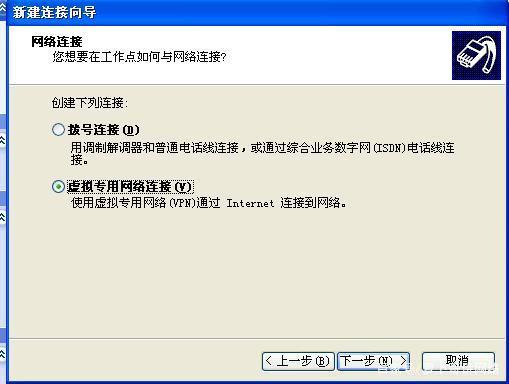 新建连接向导
网络连接
您想要在工作点如何与网络连接?
创建下列连接:
拨号连接(D)
用调制解调器和普通电话线连接，或通过综合业务数字网(ISDN)电话线连
接。
虚拟专用网络连接(V)
使用虚拟专用网络(VPN)通过 Internet 连接到网络。
< 上一步(B) 下一步(N) > 取消